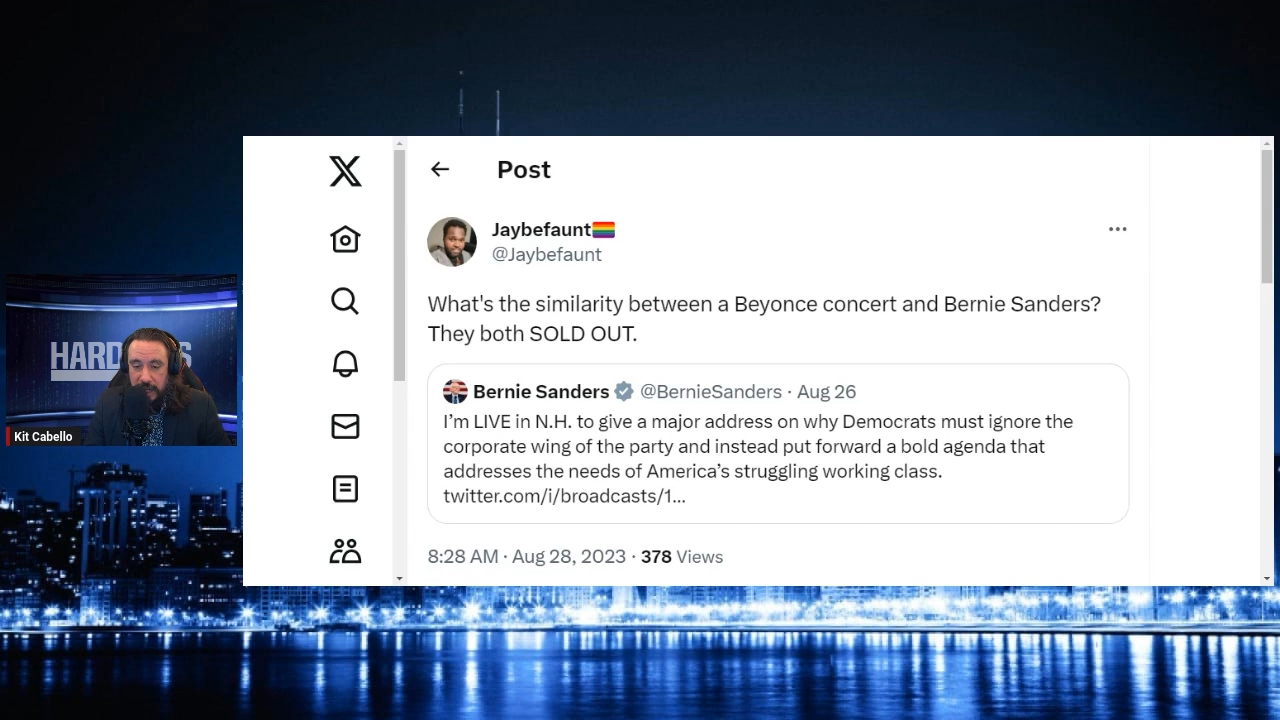 Post
Jaybefaunt
@Jaybefaunt
What's the similarity between a Beyonce concert and Bernie Sanders?
They both SOLD OUT.
Bernie Sanders @BernieSanders · Aug 26
I’m LIVE in N.H. to give a major address on why Democrats must ignore the
corporate wing of the party and instead put forward a bold agenda that
addresses the needs of America’s struggling working class.
twitter.com/i/broadcasts/1...
8:28 AM · Aug 28, 2023 · 378 Views
Kit Cabello